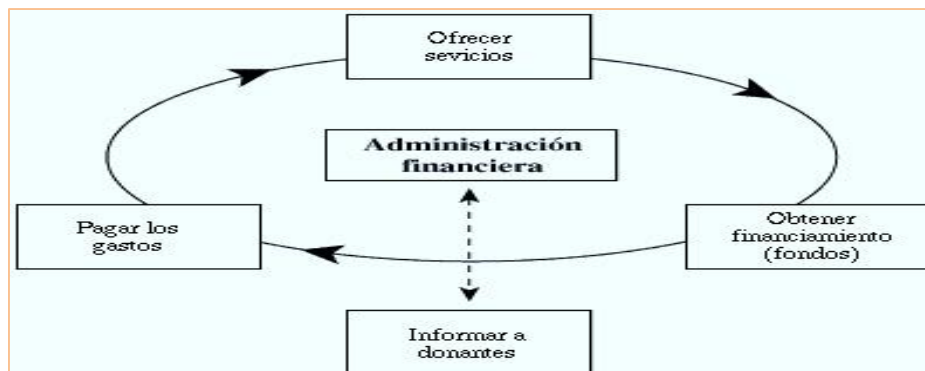 Ofrecer
sevicios
Administración
financiera
Pagar los
gastos
Obtener
financiamiento
(fondos)
Informar a
donantes